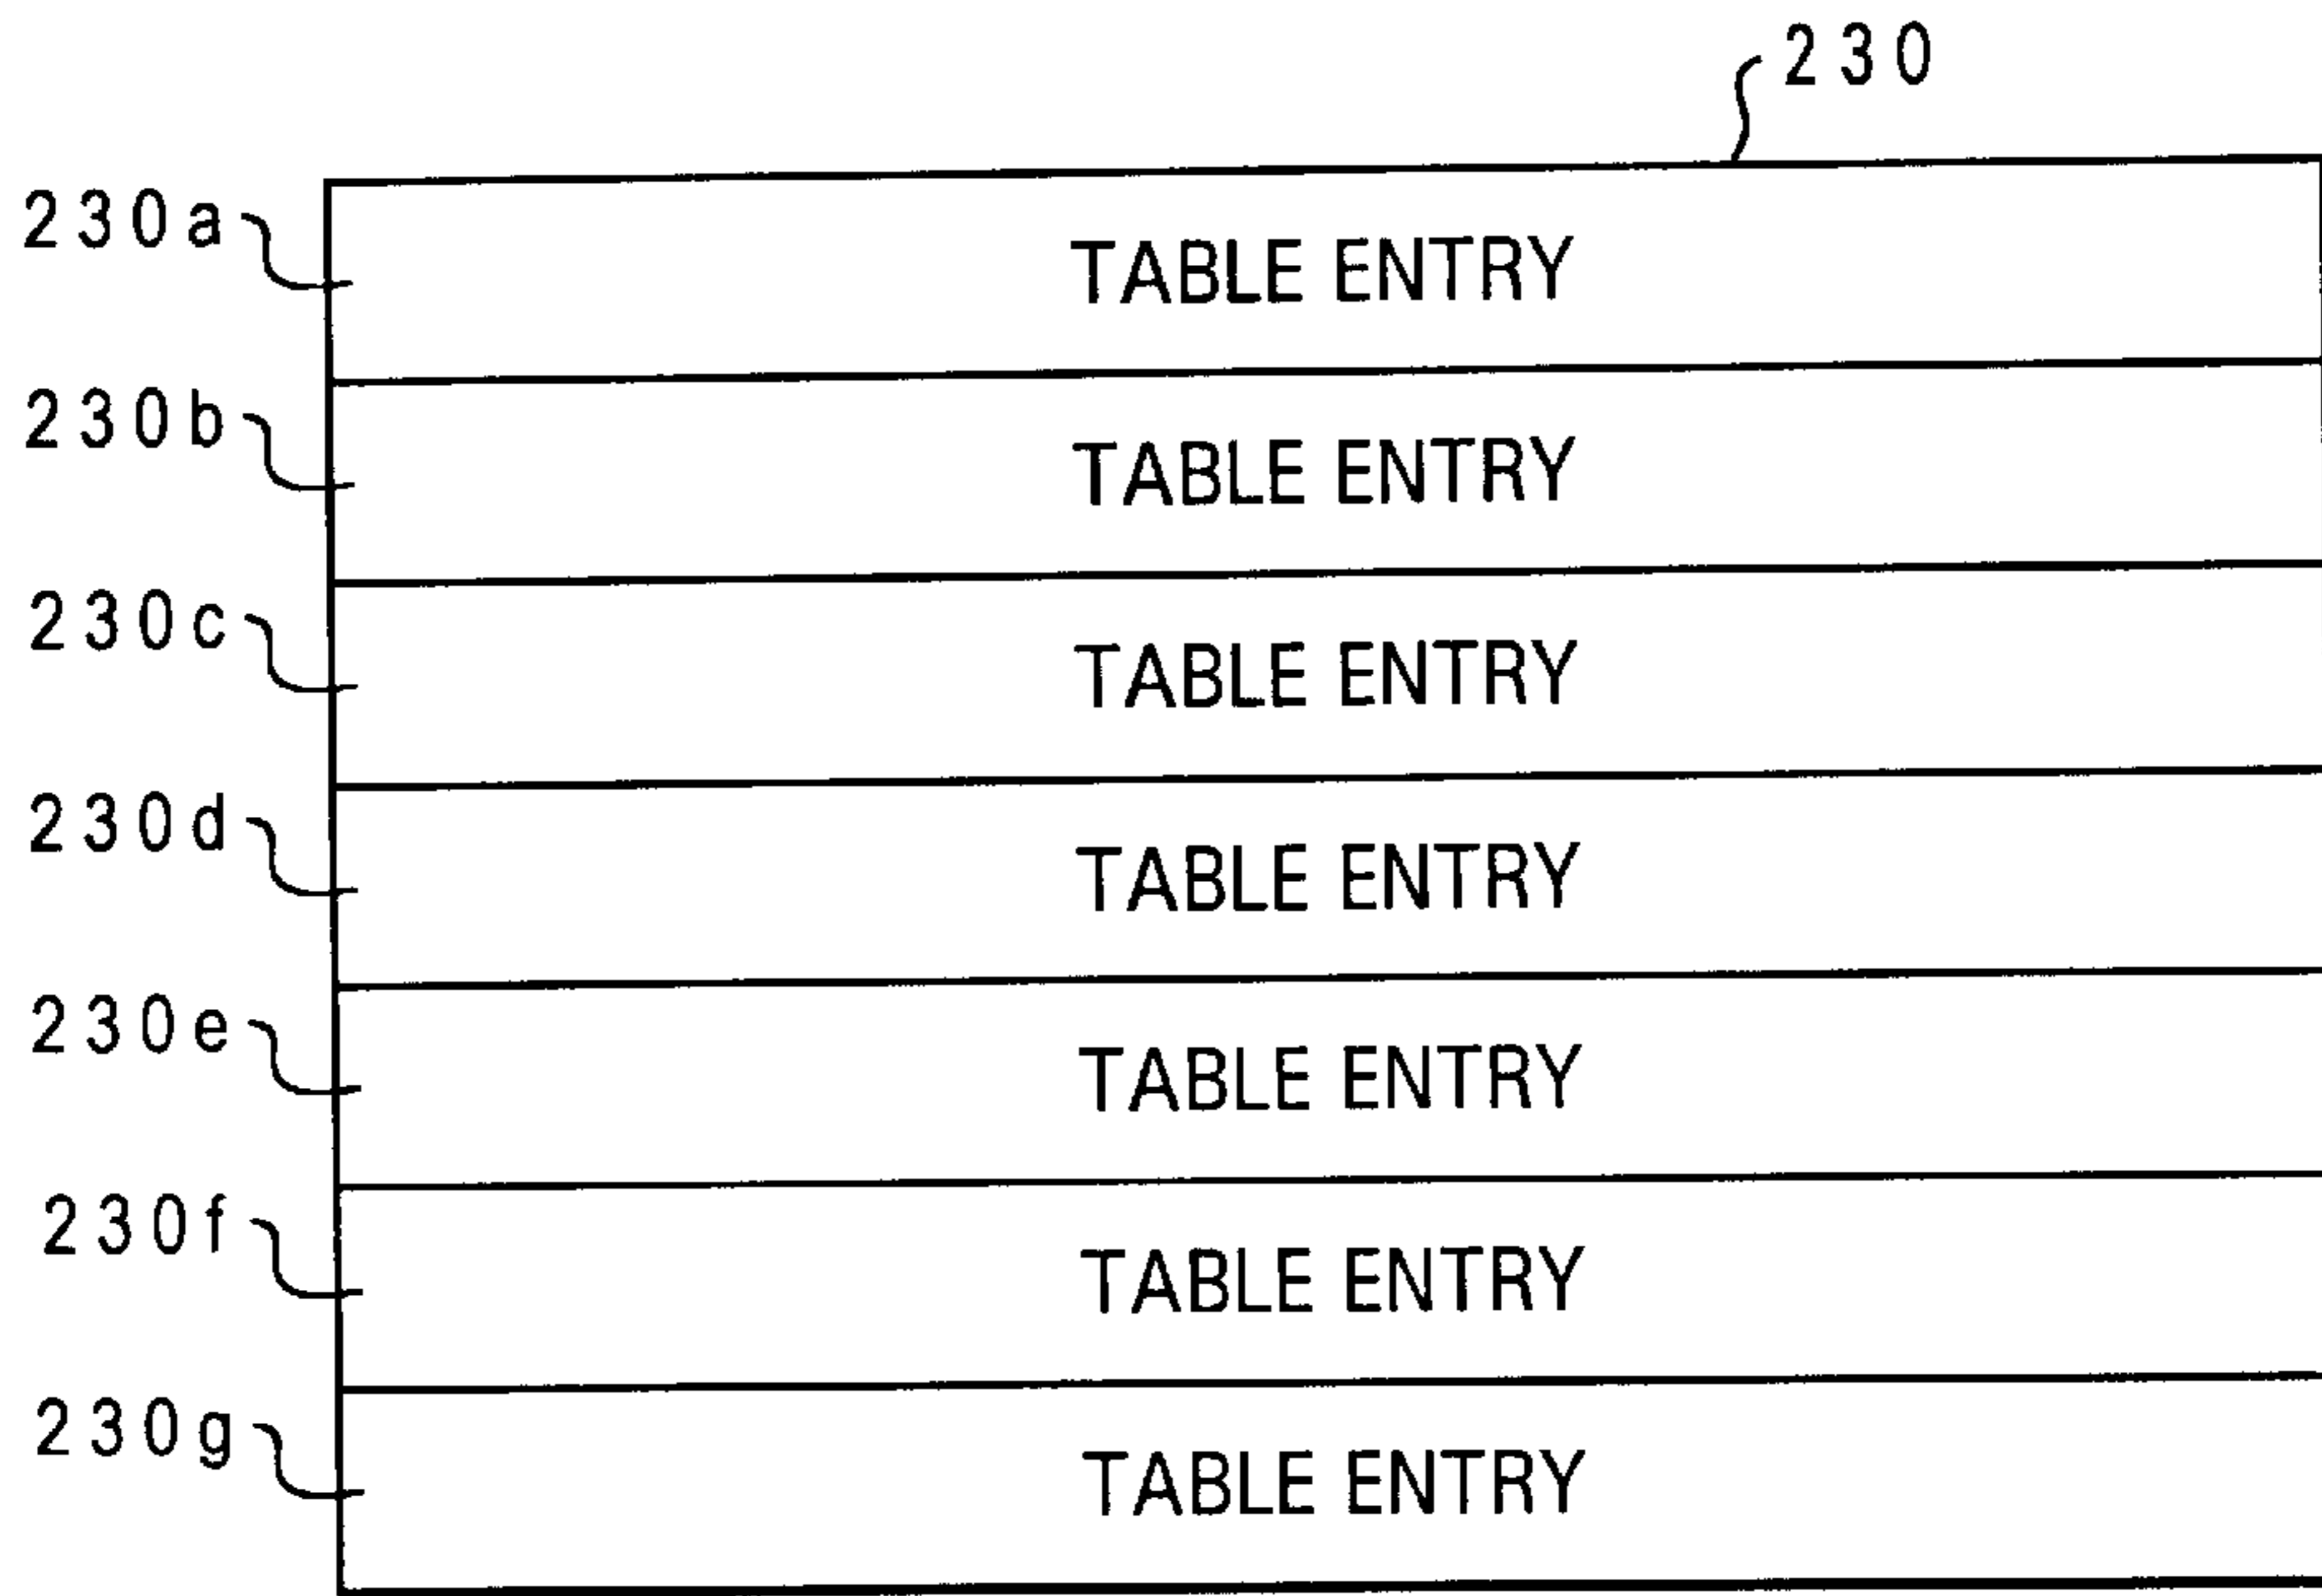 230
230a
TABLE ENTRY
230b
TABLE ENTRY
230c
TABLE ENTRY
230d
TABLE ENTRY
230e
TABLE ENTRY
230f
TABLE ENTRY
230g
TABLE ENTRY